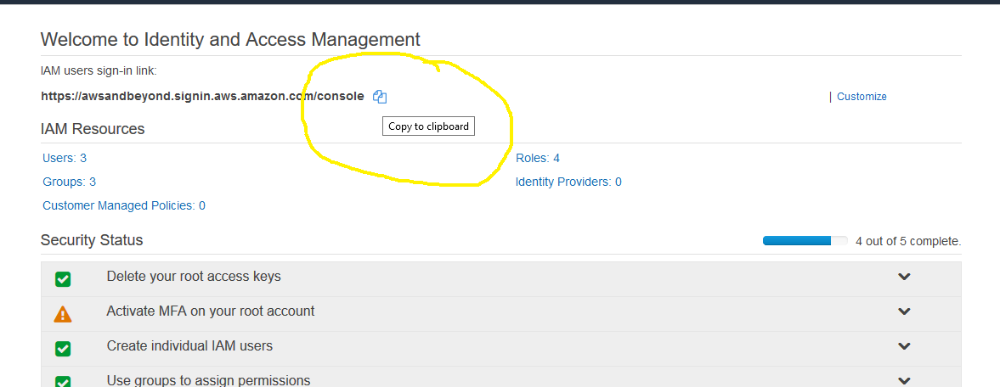 Welcome to Identity and Access Management
IAM users sign-in link:
https://awsandbeyond.signin.aws.amazon.com/console
| Customize
Copy to clipboard
IAM Resources
Users: 3
Roles: 4
Groups: 3
Identity Providers: 0
Customer Managed Policies: 0
Security Status
4 out of 5 complete.
Delete your root access keys
Activate MFA on your root account
Create individual IAM users
Use groups to assign permissions